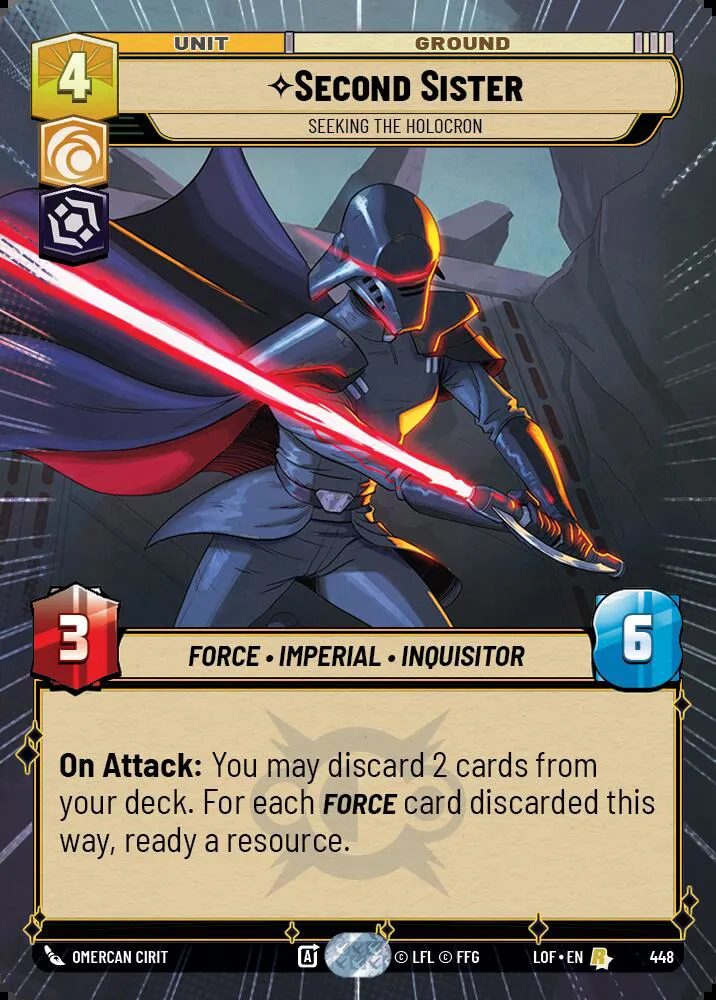 UNIT
GROUND
4
✧SECOND SISTER
SEEKING THE HOLOCRON
3
FORCE • IMPERIAL • INQUISITOR
6
On Attack: You may discard 2 cards from
your deck. For each FORCE card discarded this
way, ready a resource.
OMERCAN CIRIT
A
© LFL © FFG
LOF • EN
R
448